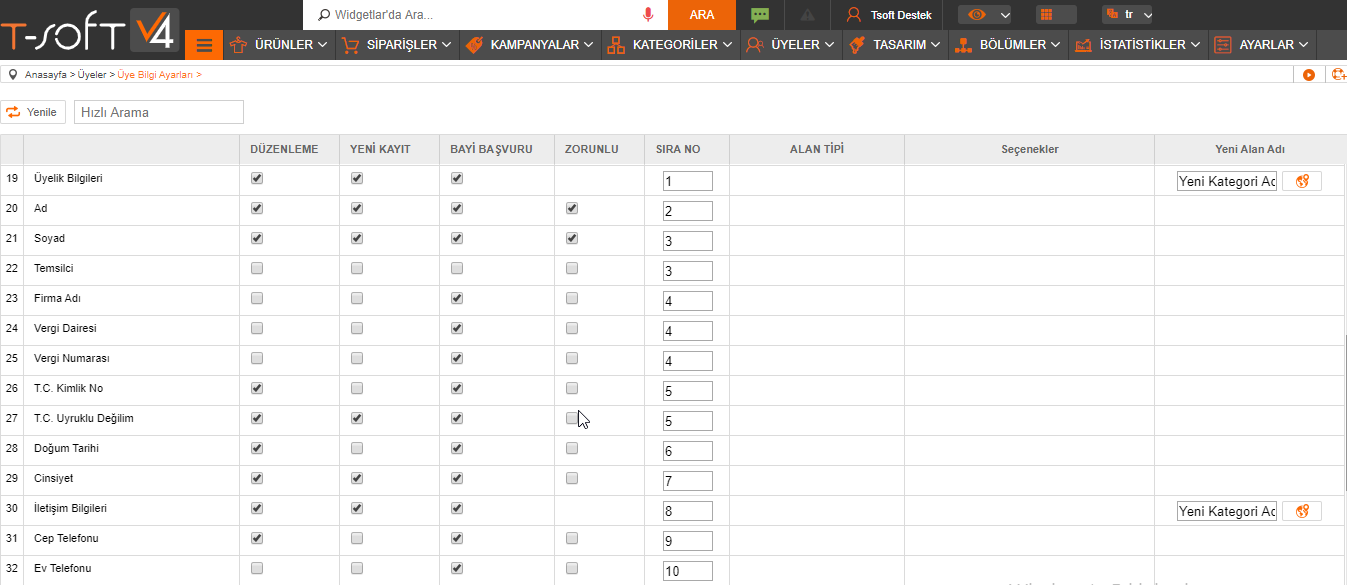 T-SOFT V4
Widgetlar'da Ara...
ARA
Tsoft Destek
tr
ÜRÜNLER
SİPARİŞLER
KAMPANYALAR
KATEGORİLER
ÜYELER
TASARIM
BÖLÜMLER
İSTATİSTİKLER
AYARLAR
Anasayfa > Üyeler > Üye Bilgi Ayarları >
Yenile
Hızlı Arama
DÜZENLEME YENİ KAYIT BAYİ BAŞVURU ZORUNLU SIRA NO ALAN TİPİ Seçenekler Yeni Alan Adı
19 Üyelik Bilgileri 1 Yeni Kategori Ad
20 Ad 2
21 Soyad 3
22 Temsilci 3
23 Firma Adı 4
24 Vergi Dairesi 4
25 Vergi Numarası 4
26 T.C. Kimlik No 5
27 T.C. Uyruklu Değilim 5
28 Doğum Tarihi 6
29 Cinsiyet 7
30 İletişim Bilgileri 8 Yeni Kategori Ad
31 Cep Telefonu 9
32 Ev Telefonu 10